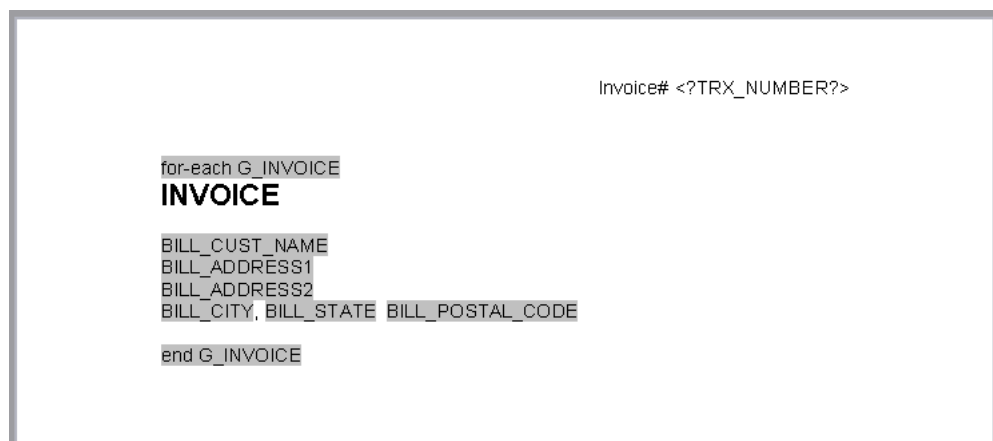 Invoice# <?TRX_NUMBER?>
for-each G_INVOICE
INVOICE
BILL_CUST_NAME
BILL_ADDRESS1
BILL_ADDRESS2
BILL_CITY, BILL_STATE BILL_POSTAL_CODE
end G_INVOICE